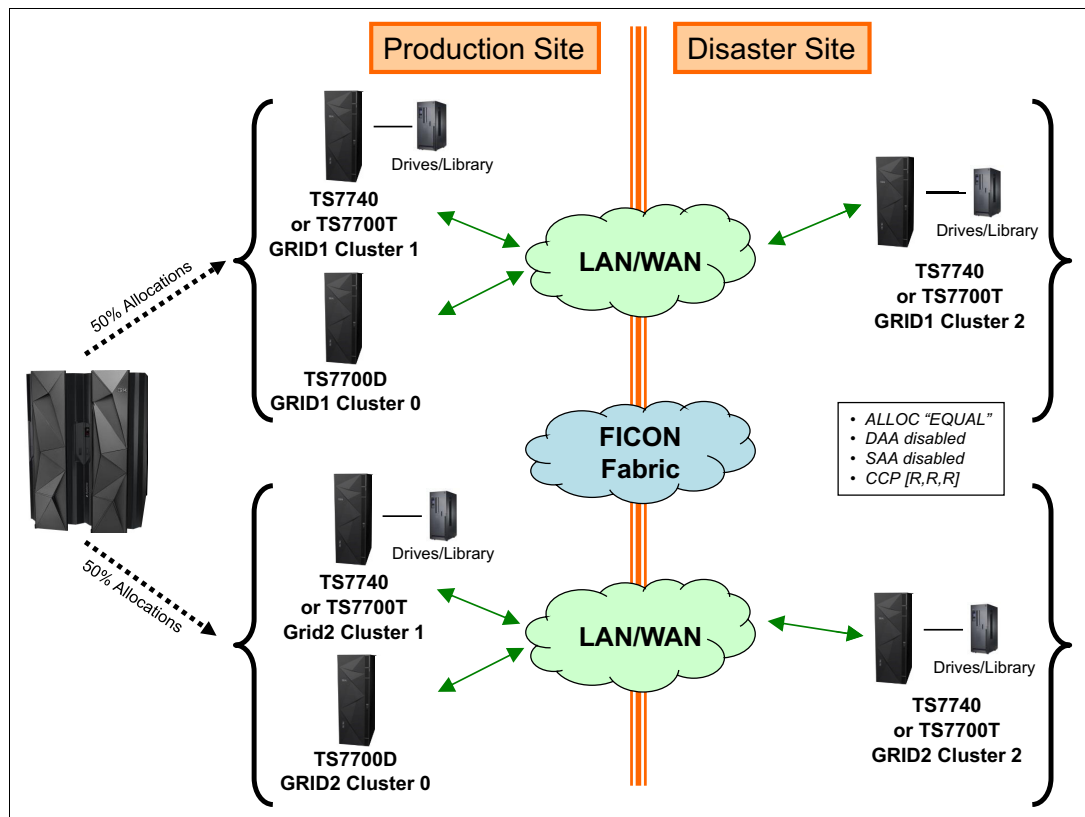 Production Site
Disaster Site
Drives/Library
TS7740
or TS7700T
GRID1 Cluster 1
TS7700D
GRID1 Cluster 0
50% Allocations
LAN/WAN
Drives/Library
TS7740
or TS7700T
GRID1 Cluster 2
FICON
Fabric
• ALLOC “EQUAL”
• DAA disabled
• SAA disabled
• CCP [R,R,R]
50% Allocations
Drives/Library
TS7740
or TS7700T
Grid2 Cluster 1
TS7700D
GRID2 Cluster 0
LAN/WAN
Drives/Library
TS7740
or TS7700T
GRID2 Cluster 2